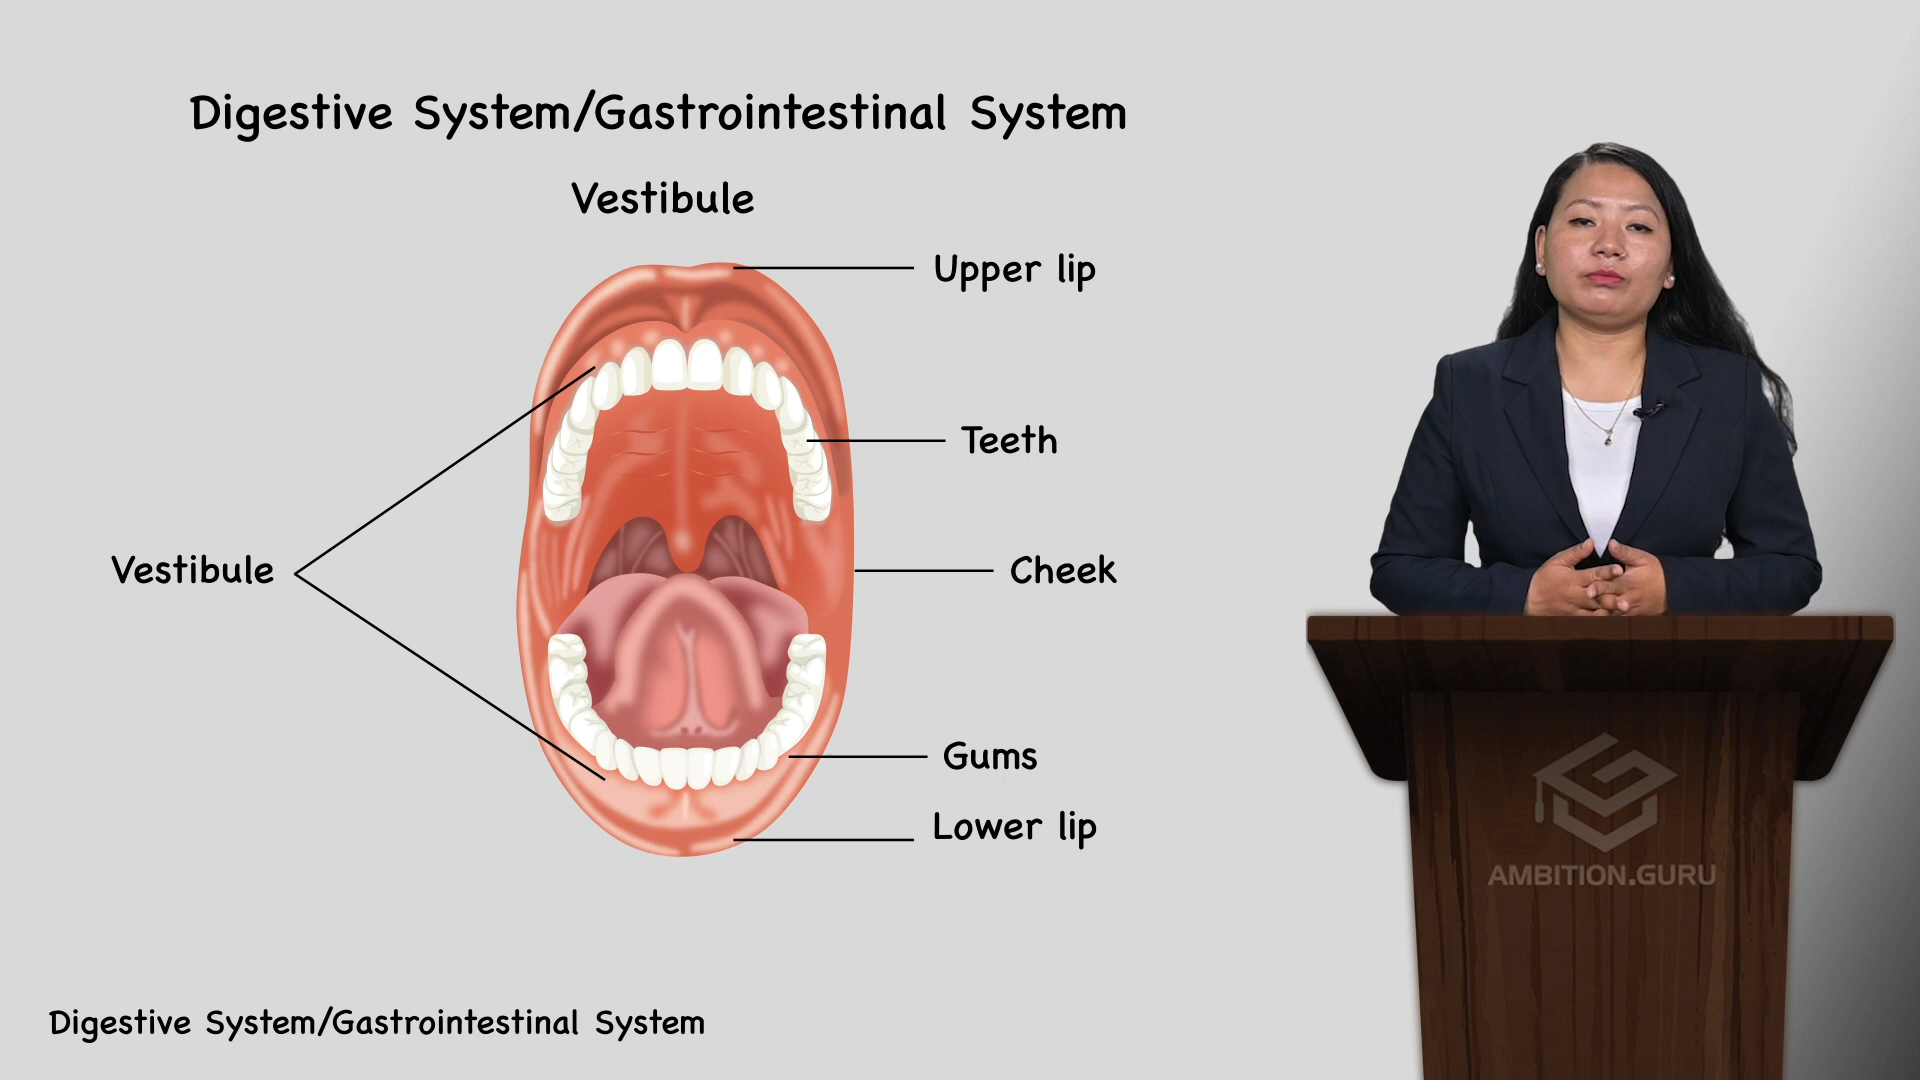 Digestive System/Gastrointestinal System
Vestibule
Upper lip
Teeth
Vestibule
Cheek
Gums
Lower lip
AMBITION.GURU
Digestive System/Gastrointestinal System